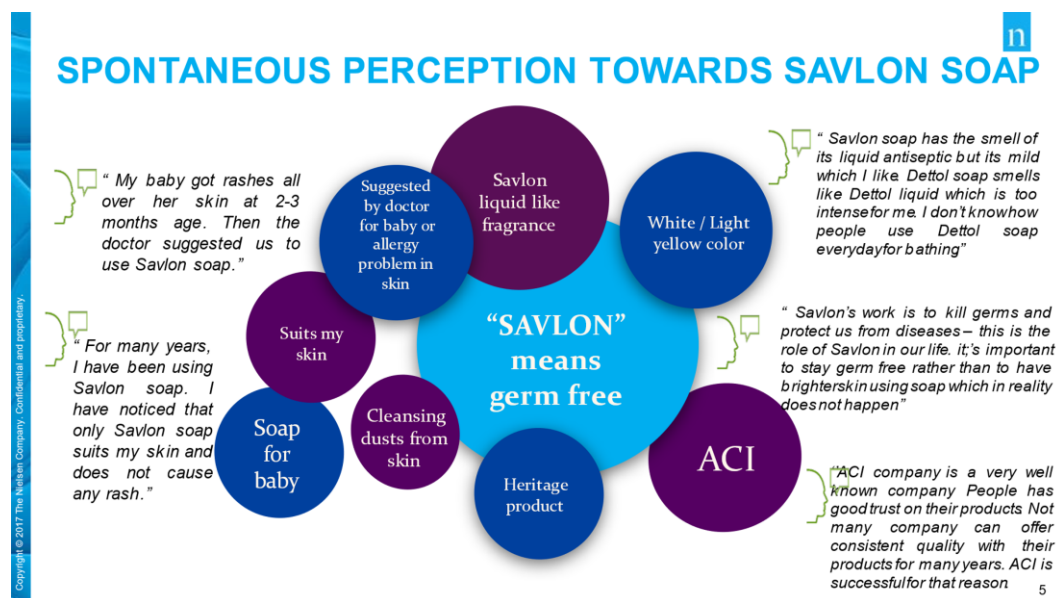 n
SPONTANEOUS PERCEPTION TOWARDS SAVLON SOAP
“ My baby got rashes all
over her skin at 2-3
months age. Then the
doctor suggested us to
use Savlon soap.”
“ For many years,
I have been using
Savlon soap. I
have noticed that
only Savlon soap
suits my skin and
does not cause
any rash.”
Suggested
by doctor
for baby or
allergy
problem in
skin
Savlon
liquid like
fragrance
White / Light
yellow color
Suits my
skin
“SAVLON”
means
germ free
Soap
for
baby
Cleansing
dusts from
skin
Heritage
product
ACI
“ Savlon soap has the smell of
its liquid antiseptic but its mild
which I like. Dettol soap smells
like Dettol liquid which is too
intensefor me. I don’t knowhow
people use Dettol soap
everydayfor bathing”
“ Savlon’s work is to kill germs and
protect us from diseases – this is the
role of Savlon in our life. it;’s important
to stay germ free rather than to have
brighterskin using soap which in reality
does not happen”
“ACI company is a very well
known company People has
good trust on their products. Not
many company can offer
consistent quality with their
products for many years. ACI is
successfulfor that reason.
Copyright © 2017 The Nielsen Company. Confidential and proprietary.
5